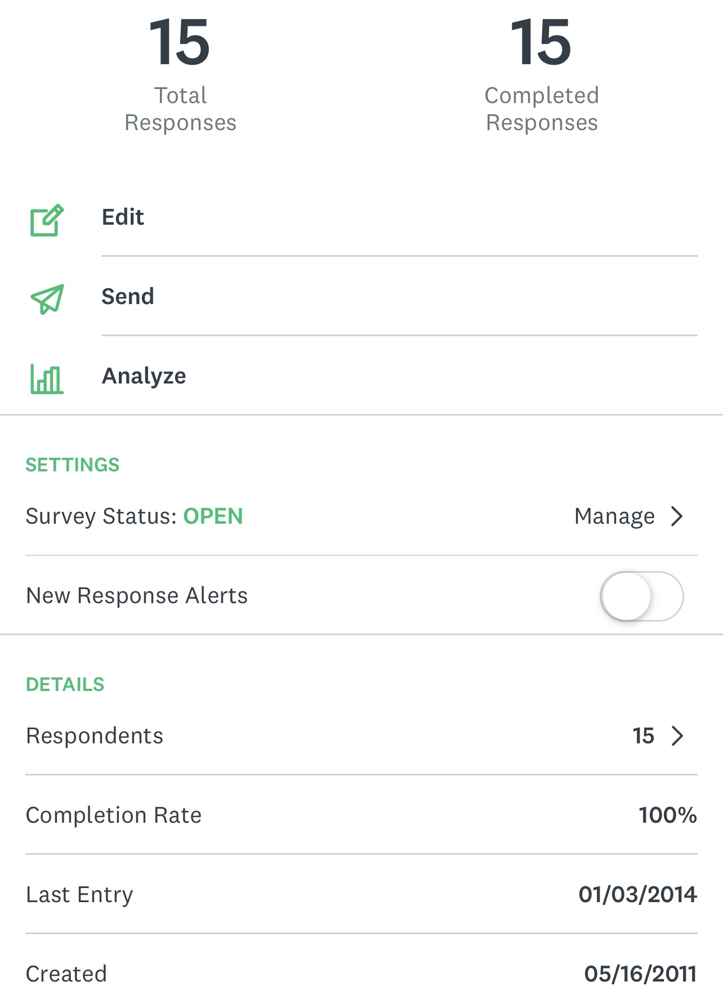 15
Total
Responses
15
Completed
Responses
Edit
Send
Analyze
SETTINGS
Survey Status: OPEN
Manage
New Response Alerts
DETAILS
Respondents 15
Completion Rate 100%
Last Entry 01/03/2014
Created 05/16/2011